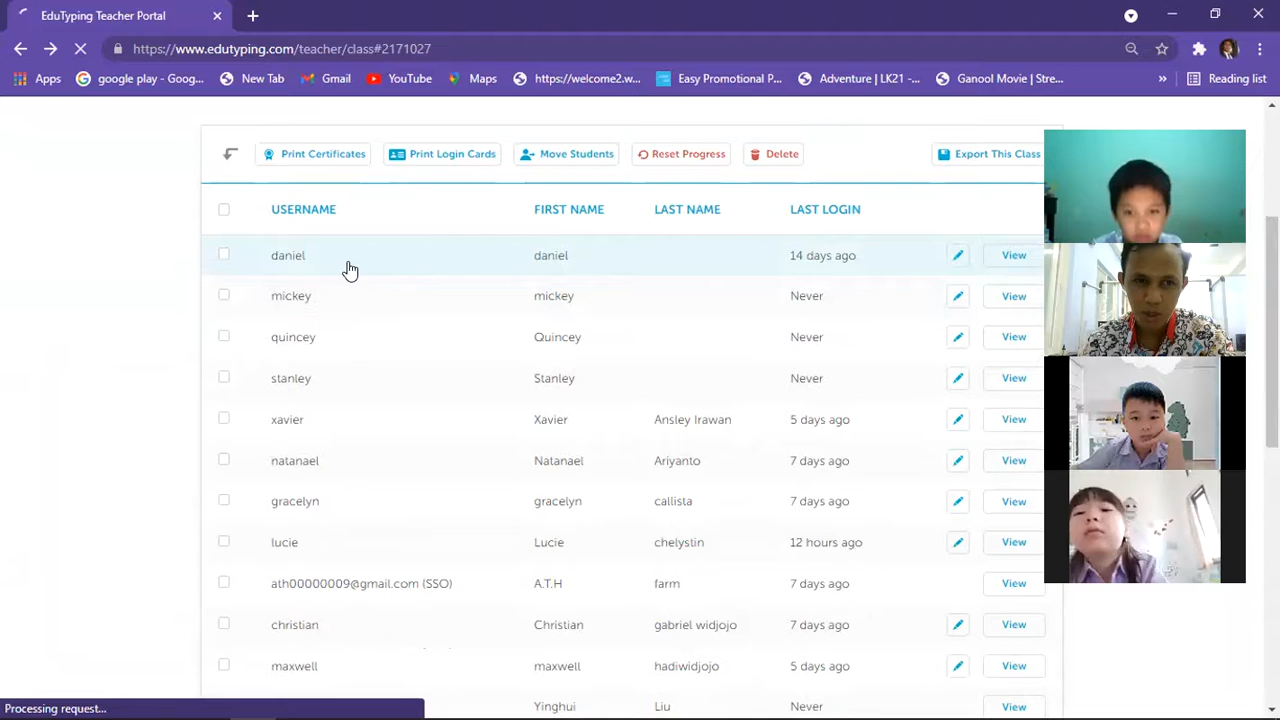 EduTyping Teacher Portal
https://www.edutyping.com/teacher/class#2171027
Apps google play - Goog... New Tab Gmail YouTube Maps https://welcome2.w... Easy Promotional P... Adventure | LK21 -... Ganool Movie | Stre... » Reading list
Print Certificates Print Login Cards Move Students Reset Progress Delete Export This Class
USERNAME FIRST NAME LAST NAME LAST LOGIN
daniel daniel 14 days ago View
mickey mickey Never View
quincey Quincey Never View
stanley Stanley Never View
xavier Xavier Ansley Irawan 5 days ago View
natanael Natanael Ariyanto 7 days ago View
gracelyn gracelyn callista 7 days ago View
lucie Lucie chelystin 12 hours ago View
ath00000009@gmail.com (SSO) A.T.H farm 7 days ago View
christian Christian gabriel widjojo 7 days ago View
maxwell maxwell hadiwidjojo 5 days ago View
Yinghui Liu Never View
Processing request...